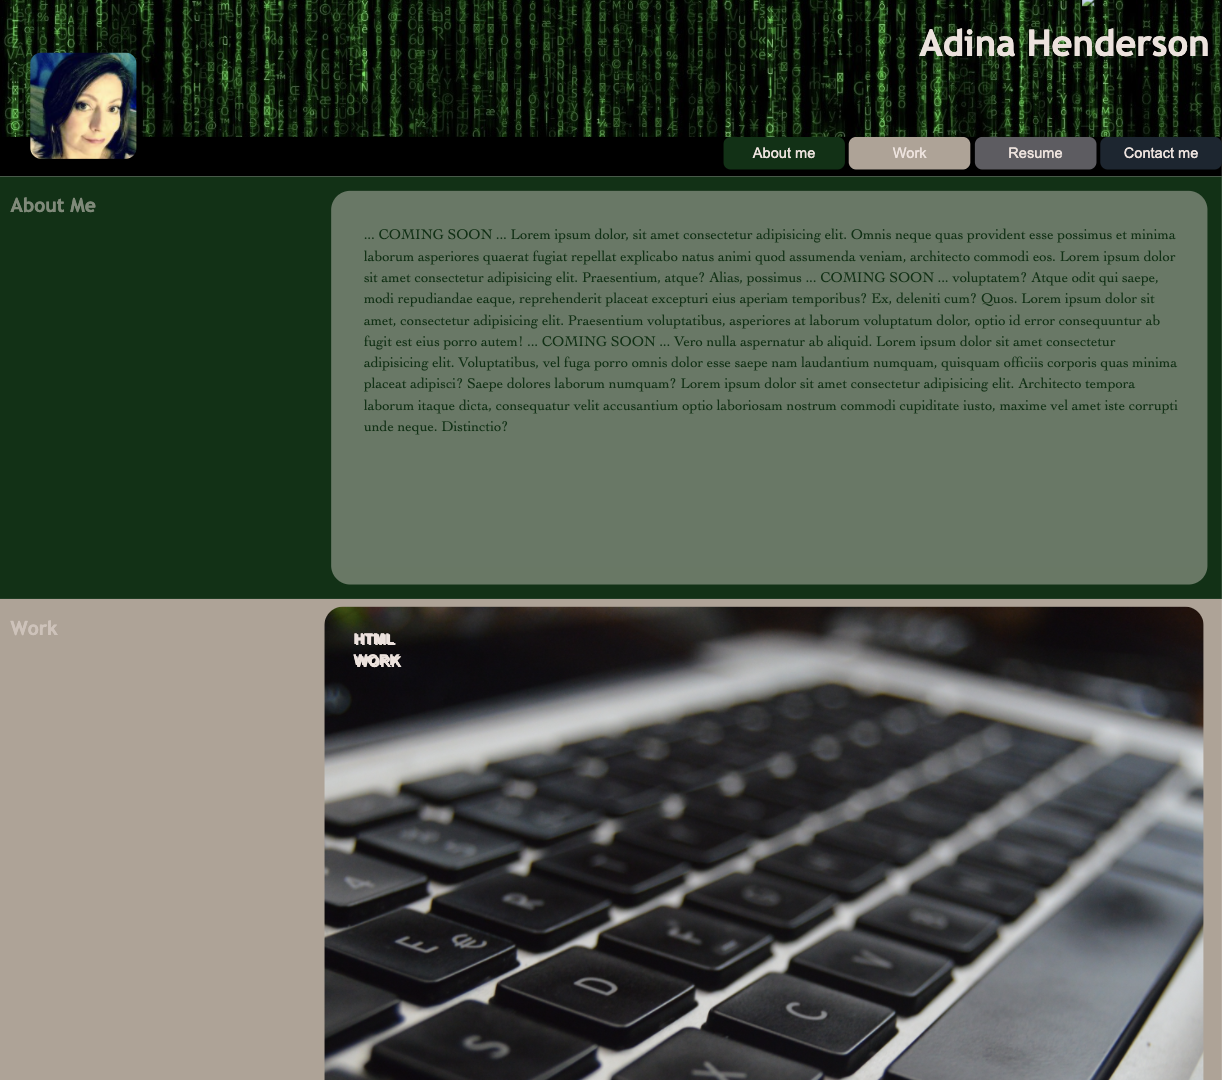 Adina Henderson
About me
Work
Resume
Contact me
About Me
... COMING SOON ... Lorem ipsum dolor, sit amet consectetur adipisicing elit. Omnis neque quas provident esse possimus et minima
laborum asperiores quaerat fugiat repellat explicabo natus animi quod assumenda veniam, architecto commodi eos. Lorem ipsum dolor
sit amet consectetur adipisicing elit. Praesentium, atque? Alias, possimus ... COMING SOON ... voluptatem? Atque odit qui saepe,
modi repudiandae eaque, reprehenderit placeat excepturi eius aperiam temporibus? Ex, deleniti cum? Quos. Lorem ipsum dolor sit
amet, consectetur adipisicing elit. Praesentium voluptatibus, asperiores at laborum voluptatum dolor, optio id error consequuntur ab
fugit est eius porro autem! ... COMING SOON ... Vero nulla aspernatur ab aliquid. Lorem ipsum dolor sit amet consectetur
adipisicing elit. Voluptatibus, vel fuga porro omnis dolor esse saepe nam laudantium numquam, quisquam officiis corporis quas minima
placeat adipisci? Saepe dolores laborum numquam? Lorem ipsum dolor sit amet consectetur adipisicing elit. Architecto tempora
laborum itaque dicta, consequatur velit accusantium optio laboriosam nostrum commodi cupiditate iusto, maxime vel amet iste corrupti
unde neque. Distinctio?
Work
HTML
WORK
R
F
V
E €
D
C
S
X